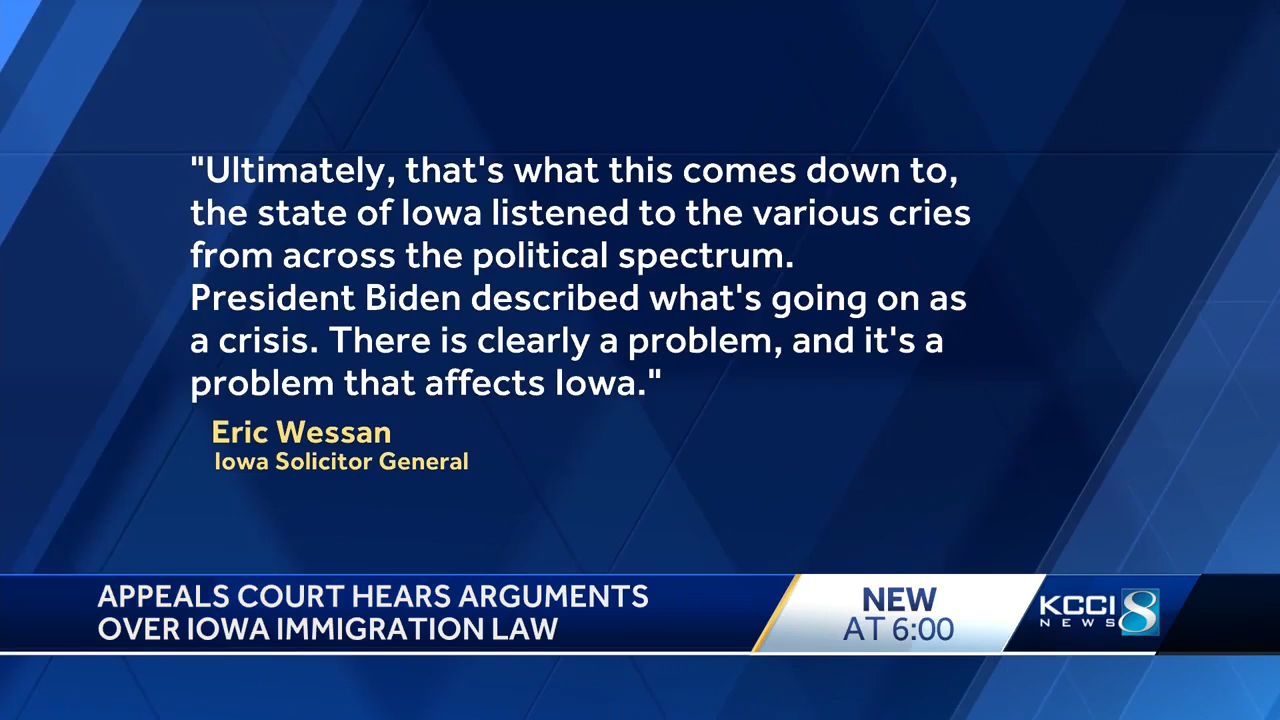 "Ultimately, that's what this comes down to,
the state of Iowa listened to the various cries
from across the political spectrum.
President Biden described what's going on as
a crisis. There is clearly a problem, and it's a
problem that affects Iowa."
Eric Wessan
Iowa Solicitor General
APPEALS COURT HEARS ARGUMENTS
OVER IOWA IMMIGRATION LAW
NEW
AT 6:00
KCCI 8
NEWS